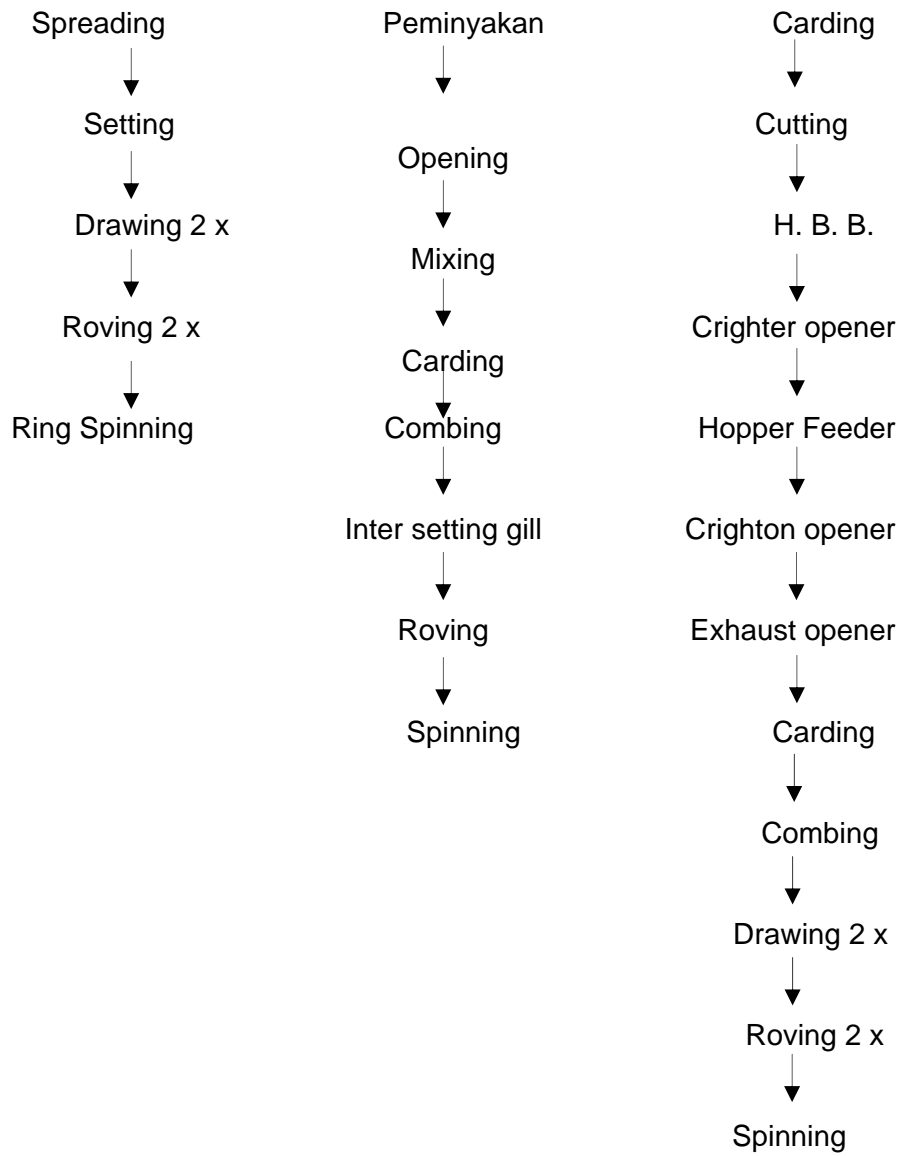 Spreading
Setting
Drawing 2 x
Roving 2 x
Ring Spinning
Peminyakan
Opening
Mixing
Carding
Combing
Inter setting gill
Roving
Spinning
Carding
Cutting
H. B. B.
Crighter opener
Hopper Feeder
Crighton opener
Exhaust opener
Carding
Combing
Drawing 2 x
Roving 2 x
Spinning